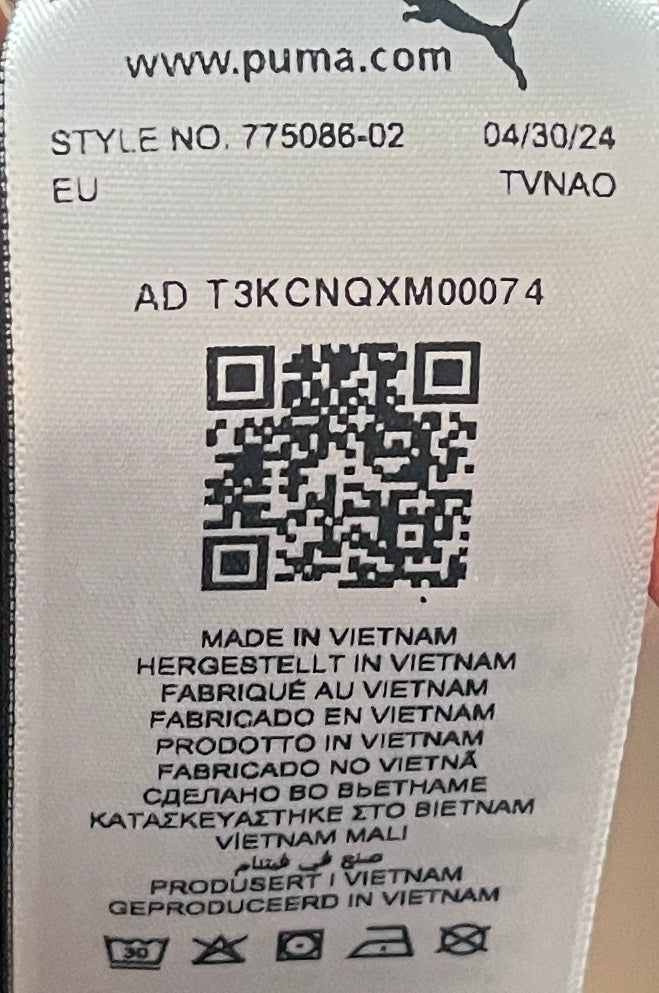 www.puma.com
STYLE NO. 775086-02 04/30/24
EU TVNAO
AD T3KCNQXM00074
MADE IN VIETNAM
HERGESTELLT IN VIETNAM
FABRIQUÉ AU VIETNAM
FABRICADO EN VIETNAM
PRODOTTO IN VIETNAM
FABRICADO NO VIETNÃ
СДЕЛАНО ВО ВЬЕТНАМЕ
ΚΑΤΑΣΚΕΥΑΣΤΗΚΕ ΣΤΟ ΒΙΕΤΝΑΜ
VİETNAM MALI
صنع في فيتنام
PRODUSERT I VIETNAM
GEPRODUCEERD IN VIETNAM
30